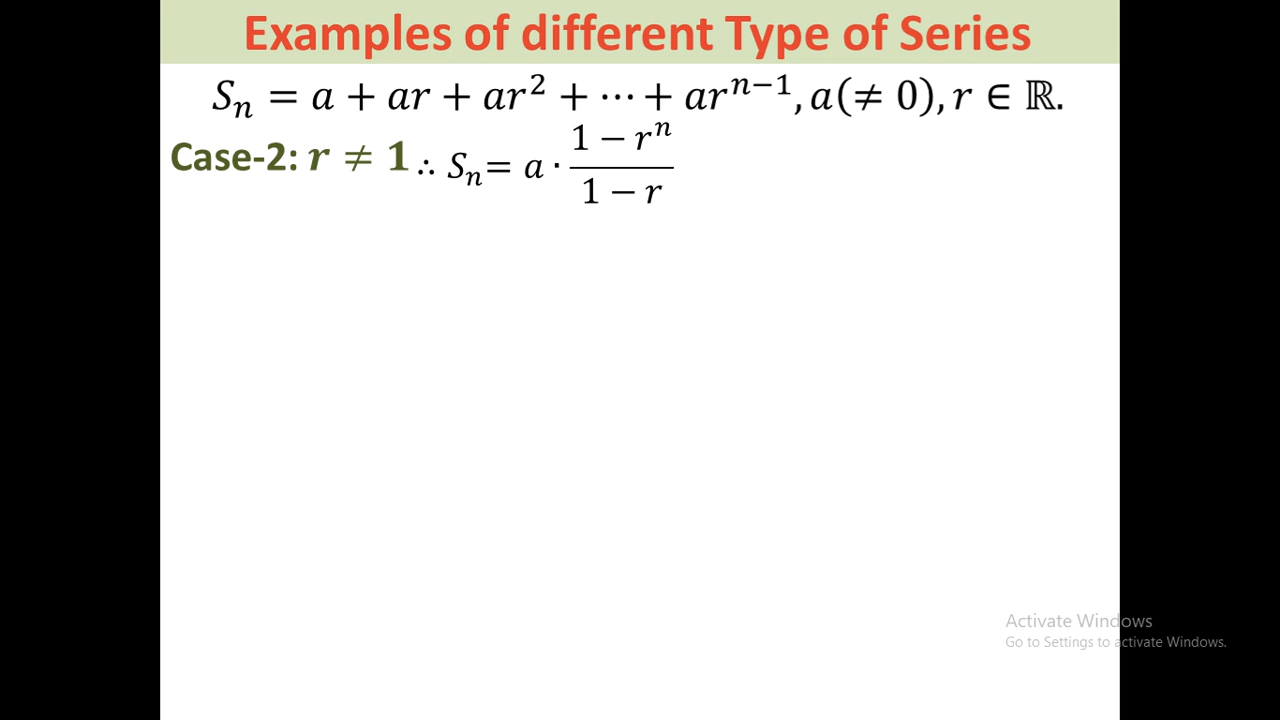 Examples of different Type of Series
Sₙ = a + ar + ar² + ⋯ + arⁿ⁻¹, a(≠ 0), r ∈ ℝ.
Case-2: r ≠ 1 ∴ Sₙ = a · (1 − rⁿ)/(1 − r)
Activate Windows
Go to Settings to activate Windows.